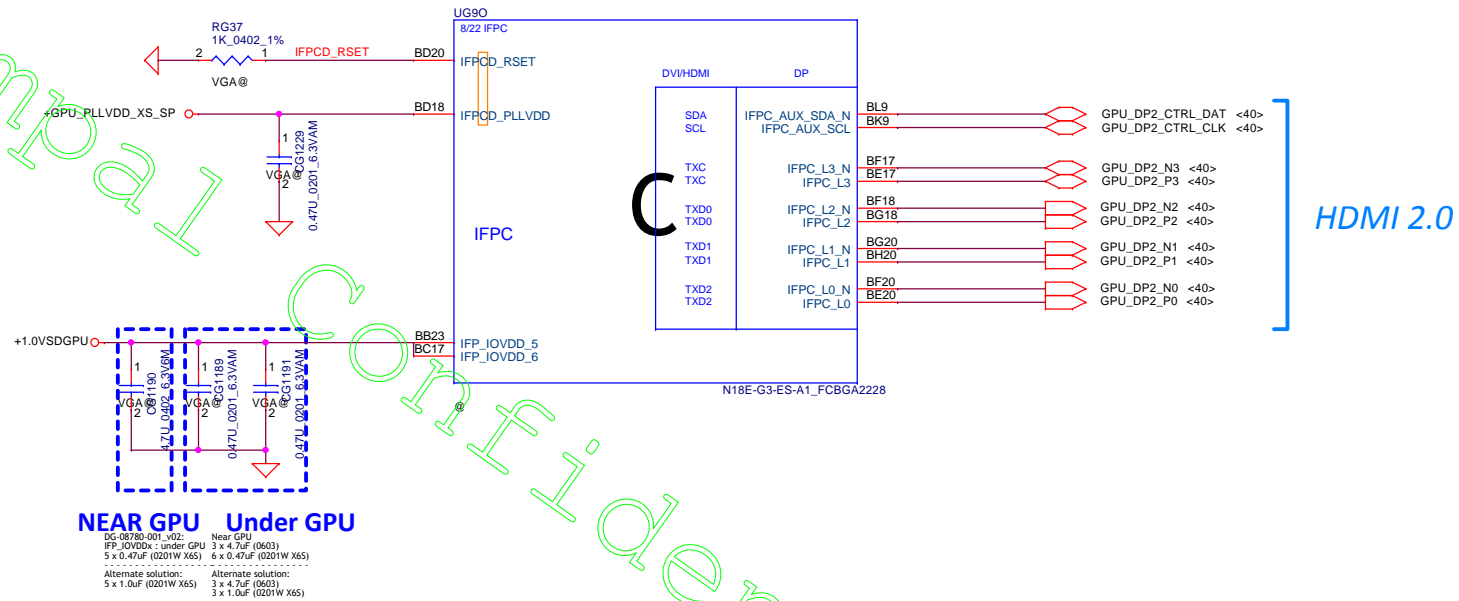 UG9O
8/22 IFPC
RG37
1K_0402_1%
2
1
IFPCD_RSET
BD20
IFPCD_RSET
VGA@
DVI/HDMI
DP
+GPU_PLLVDD_XS_SP
BD18
IFPCD_PLLVDD
SDA
IFPC_AUX_SDA_N
BL9
GPU_DP2_CTRL_DAT <40>
SCL
IFPC_AUX_SCL
BK9
GPU_DP2_CTRL_CLK <40>
1
CG1229
VGA@
2
0.47U_0201_6.3VAM
TXC
IFPC_L3_N
BF17
GPU_DP2_N3 <40>
TXC
IFPC_L3
BE17
GPU_DP2_P3 <40>
C
TXD0
IFPC_L2_N
BF18
GPU_DP2_N2 <40>
TXD0
IFPC_L2
BG18
GPU_DP2_P2 <40>
HDMI 2.0
IFPC
TXD1
IFPC_L1_N
BG20
GPU_DP2_N1 <40>
TXD1
IFPC_L1
BH20
GPU_DP2_P1 <40>
TXD2
IFPC_L0_N
BF20
GPU_DP2_N0 <40>
TXD2
IFPC_L0
BE20
GPU_DP2_P0 <40>
+1.0VSDGPU
BB23
IFP_IOVDD_5
BC17
IFP_IOVDD_6
1
CG1190
VGA@
2
4.7U_0402_6.3V6M
1
CG1189
VGA@
2
0.47U_0201_6.3VAM
1
CG1191
VGA@
2
0.47U_0201_6.3VAM
N18E-G3-ES-A1_FCBGA2228
@
NEAR GPU
Under GPU
DG-08780-001_v02:
IFP_IOVDDx : under GPU
5 x 0.47uF (0201W X6S)
Alternate solution:
5 x 1.0uF (0201W X6S)
Near GPU
3 x 4.7uF (0603)
6 x 0.47uF (0201W X6S)
Alternate solution:
3 x 4.7uF (0603)
3 x 1.0uF (0201W X6S)
mpal Confiden